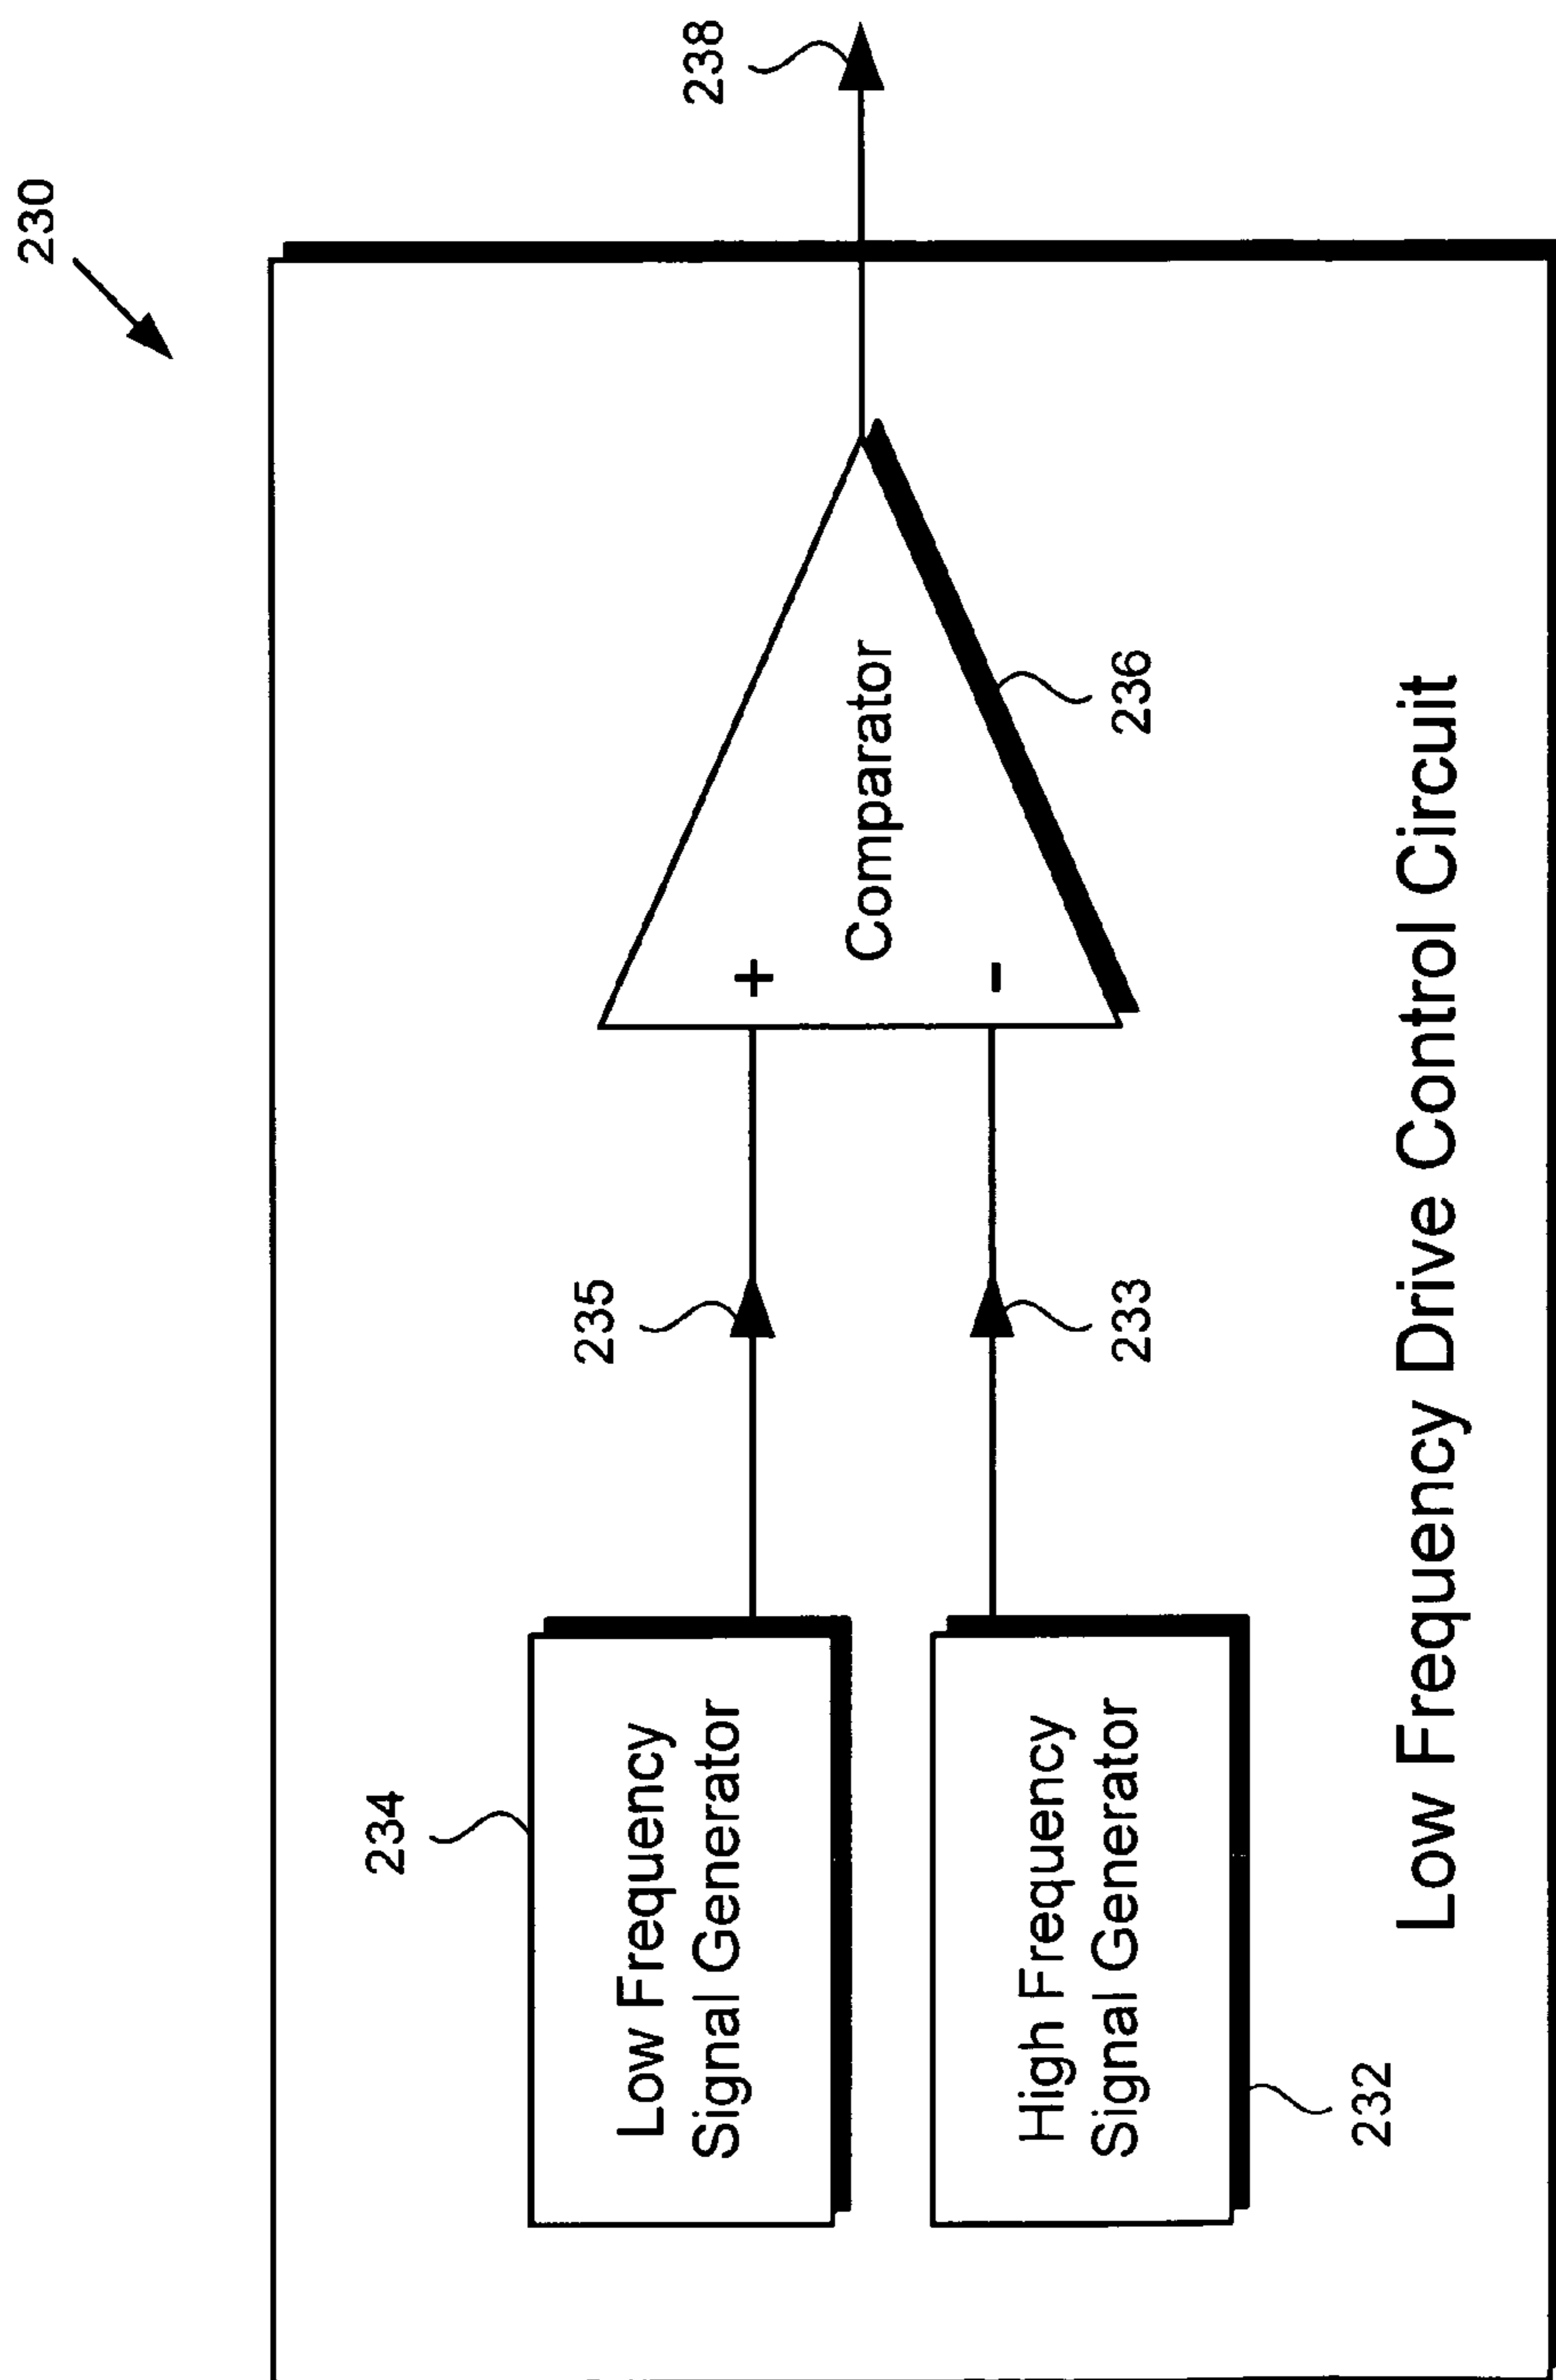 230
238
234
Low Frequency
Signal Generator
235
+
Comparator
-
236
233
High Frequency
Signal Generator
232
Low Frequency Drive Control Circuit